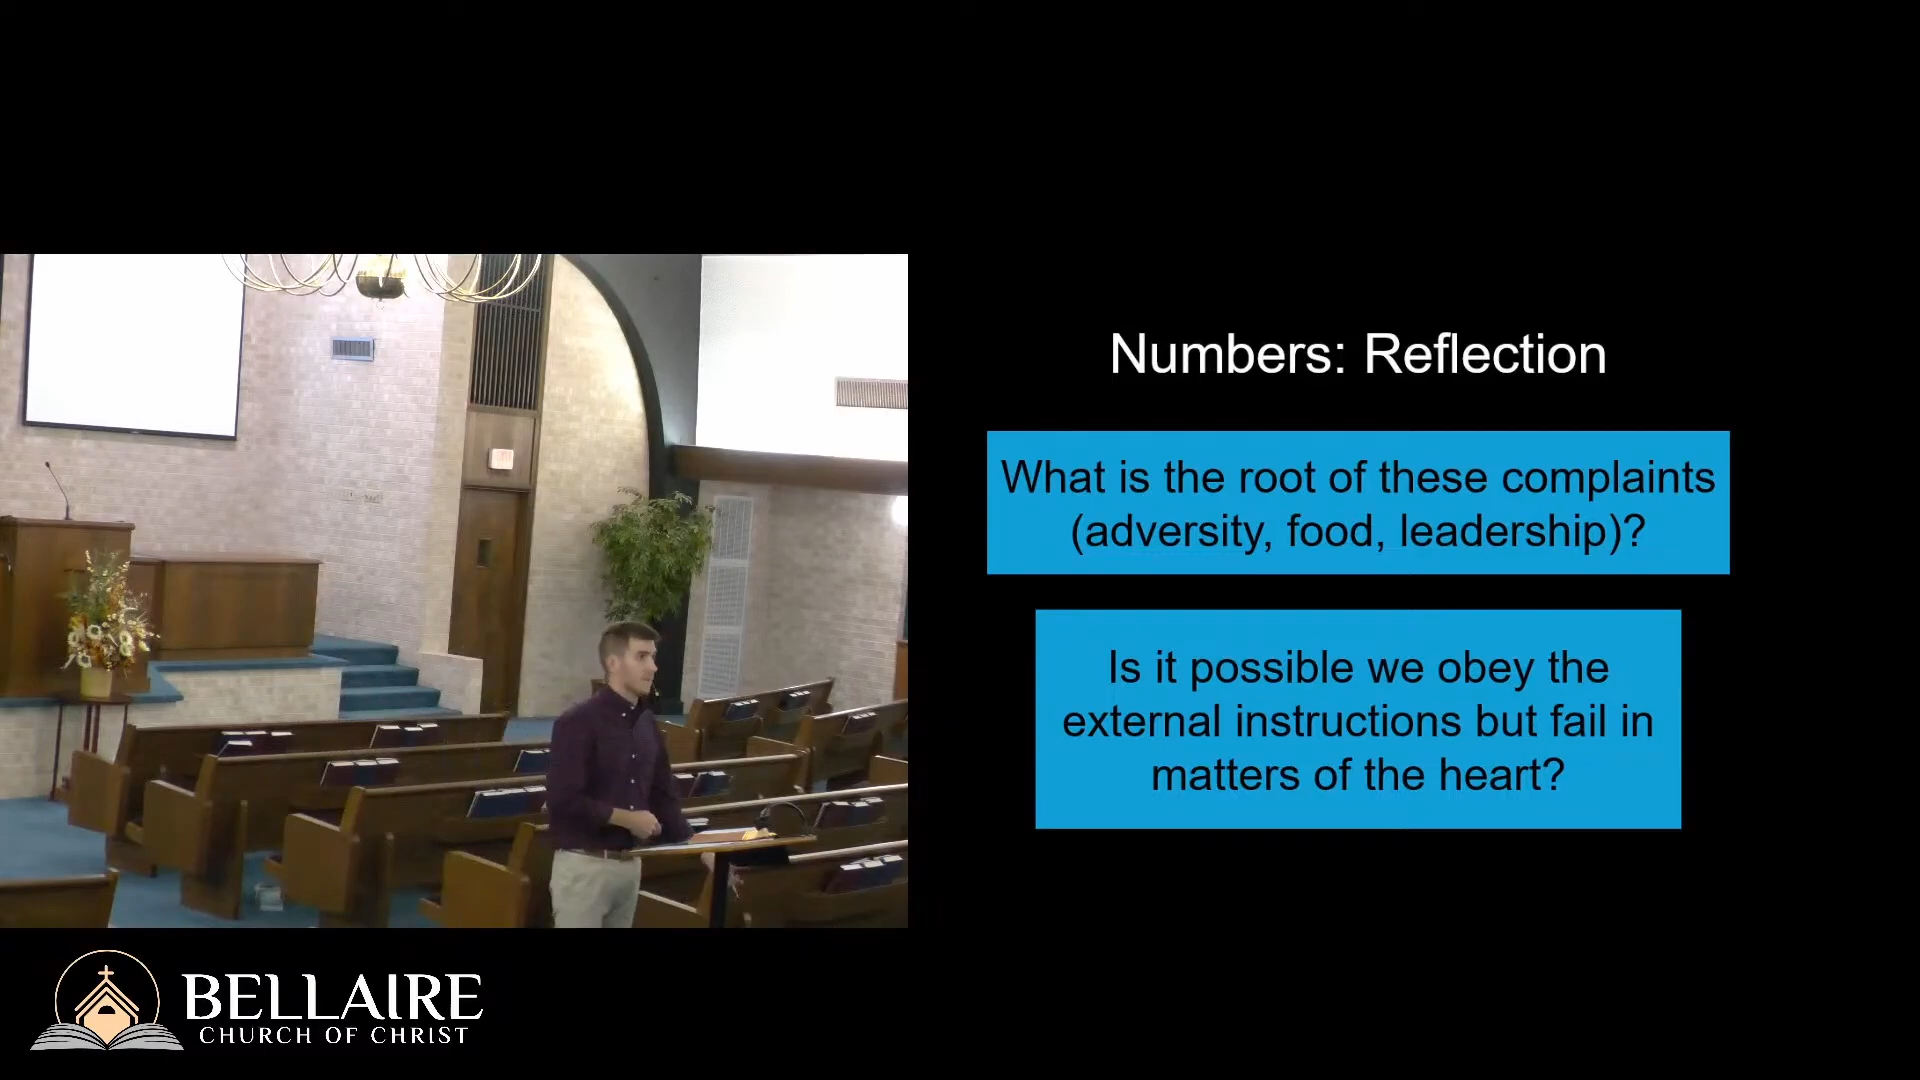 Numbers: Reflection
What is the root of these complaints
(adversity, food, leadership)?
Is it possible we obey the
external instructions but fail in
matters of the heart?
BELLAIRE
CHURCH OF CHRIST